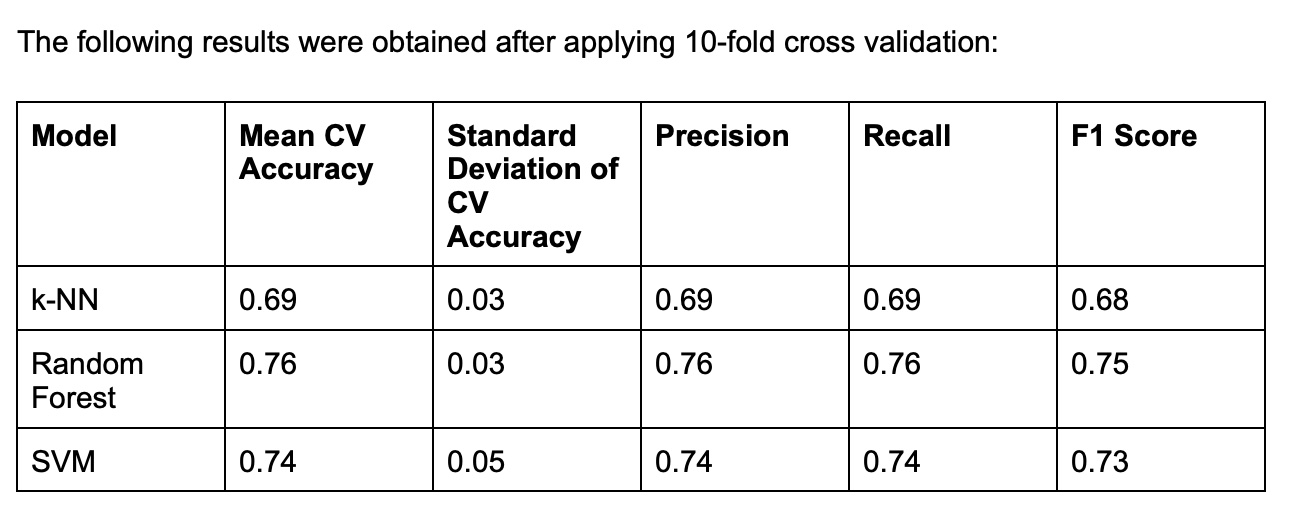 The following results were obtained after applying 10-fold cross validation:
Model Mean CV Accuracy Standard Deviation of CV Accuracy Precision Recall F1 Score
k-NN 0.69 0.03 0.69 0.69 0.68
Random Forest 0.76 0.03 0.76 0.76 0.75
SVM 0.74 0.05 0.74 0.74 0.73